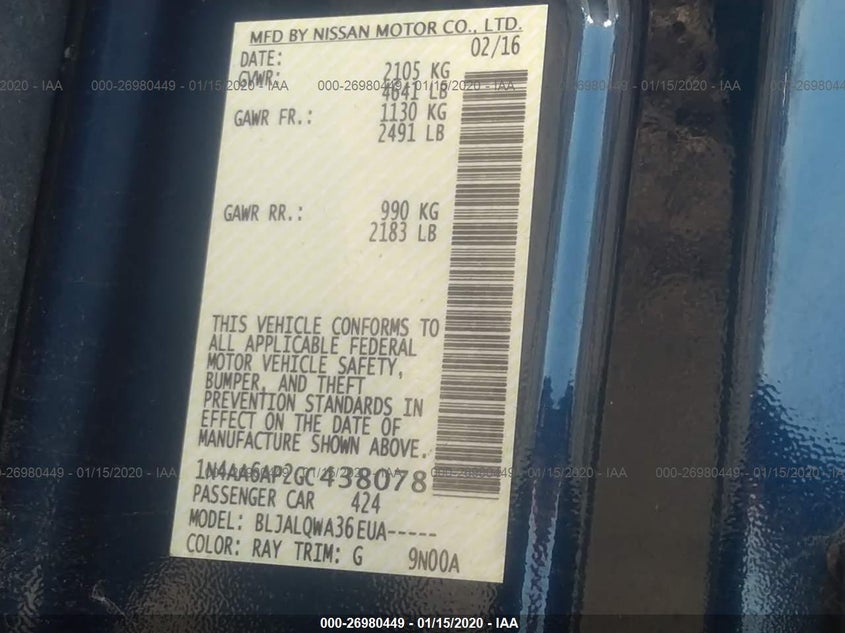 MFD BY NISSAN MOTOR CO., LTD.
DATE: 02/16
GVWR: 2105 KG
4641 LB
GAWR FR.: 1130 KG
2491 LB
GAWR RR.: 990 KG
2183 LB
THIS VEHICLE CONFORMS TO
ALL APPLICABLE FEDERAL
MOTOR VEHICLE SAFETY,
BUMPER, AND THEFT
PREVENTION STANDARDS IN
EFFECT ON THE DATE OF
MANUFACTURE SHOWN ABOVE.
1N4AA6AP2GC438078
PASSENGER CAR 424
MODEL: BLJALQWA36EUA-----
COLOR: RAY TRIM: G 9N00A
000-26980449 - 01/15/2020 - IAA